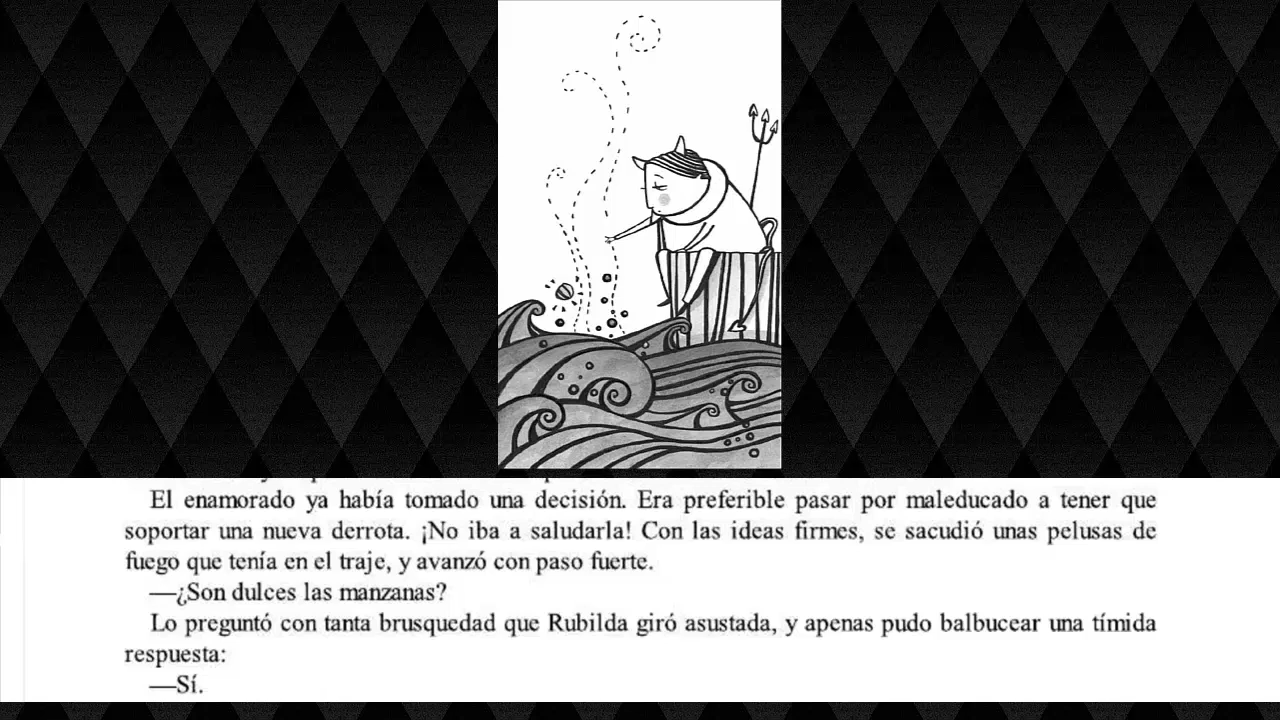 El enamorado ya había tomado una decisión. Era preferible pasar por maleducado a tener que
soportar una nueva derrota. ¡No iba a saludarla! Con las ideas firmes, se sacudió unas pelusas de
fuego que tenía en el traje, y avanzó con paso fuerte.
—¿Son dulces las manzanas?
Lo preguntó con tanta brusquedad que Rubilda giró asustada, y apenas pudo balbucear una tímida
respuesta:
—Sí.